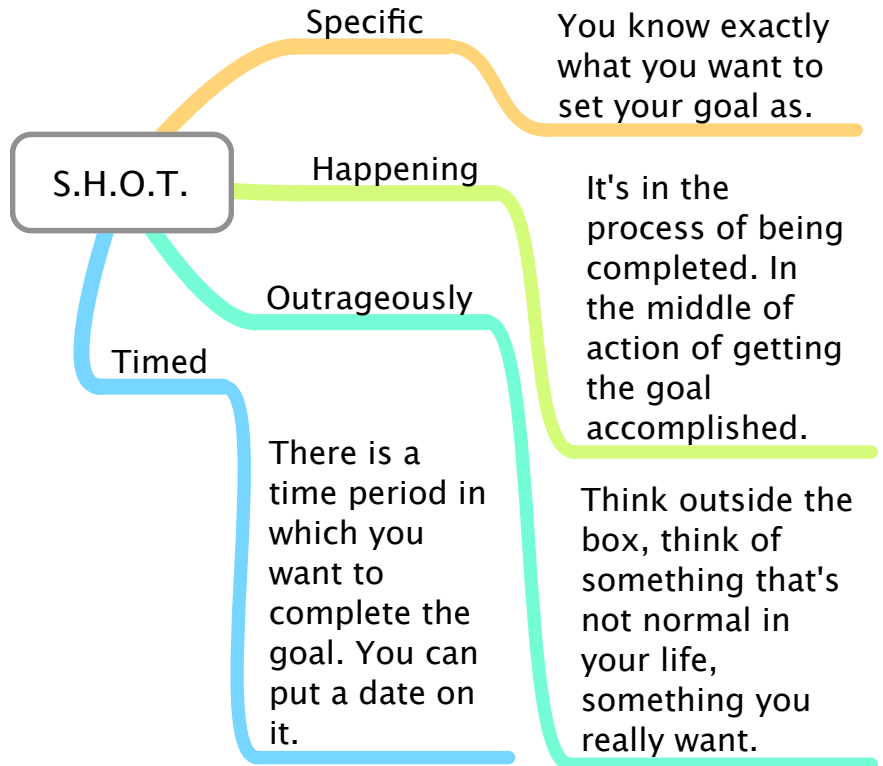 S.H.O.T.
Specific
You know exactly
what you want to
set your goal as.
Happening
It's in the
process of being
completed. In
the middle of
action of getting
the goal
accomplished.
Outrageously
Think outside the
box, think of
something that's
not normal in
your life,
something you
really want.
Timed
There is a
time period in
which you
want to
complete the
goal. You can
put a date on
it.